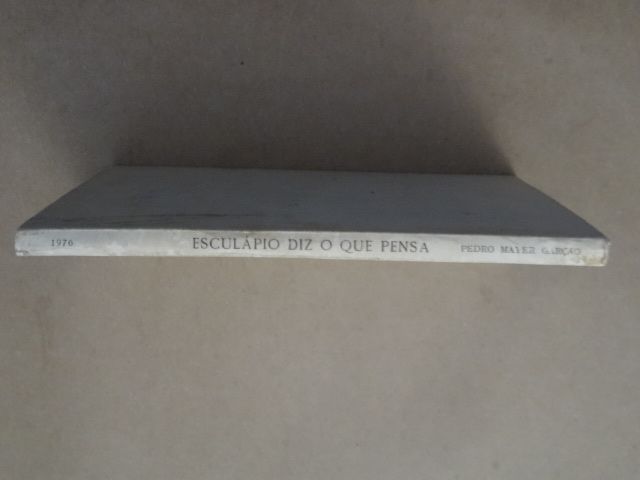 1976 ESCULÁPIO DIZ O QUE PENSA PEDRO MAYER GARÇÃO